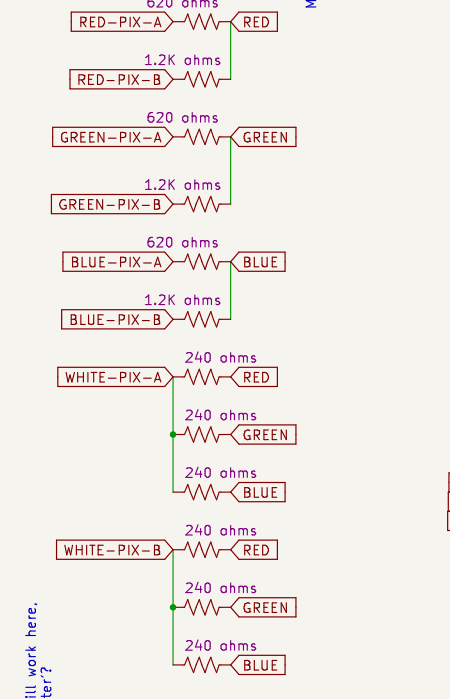 620 ohms
RED-PIX-A RED
1.2K ohms
RED-PIX-B
620 ohms
GREEN-PIX-A GREEN
1.2K ohms
GREEN-PIX-B
620 ohms
BLUE-PIX-A BLUE
1.2K ohms
BLUE-PIX-B
240 ohms
WHITE-PIX-A RED
240 ohms
GREEN
240 ohms
BLUE
240 ohms
WHITE-PIX-B RED
240 ohms
GREEN
240 ohms
BLUE
work here.